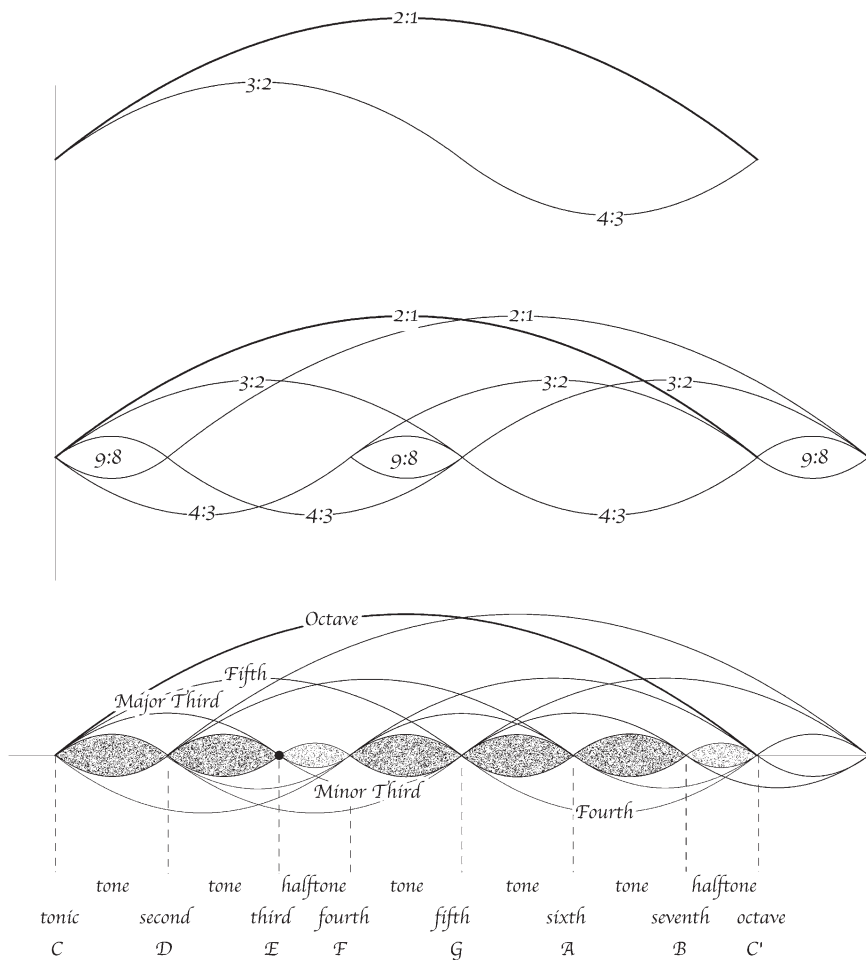 2:1
3:2
4:3
2:1 2:1
3:2 3:2 3:2
9:8 9:8 9:8
4:3 4:3 4:3
Octave
Fifth
Major Third
Minor Third
Fourth
tone tone halftone tone tone tone halftone
tonic second third fourth fifth sixth seventh octave
C D E F G A B C'